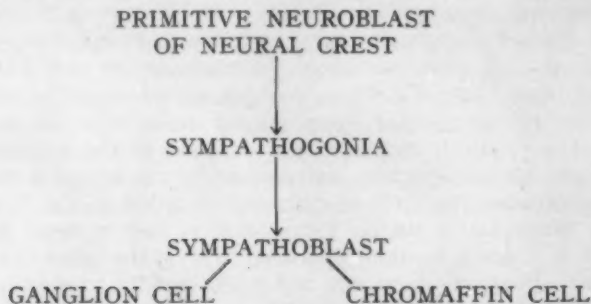 PRIMITIVE NEUROBLAST
OF NEURAL CREST
SYMPATHOGONIA
SYMPATHOBLAST
GANGLION CELL CHROMAFFIN CELL